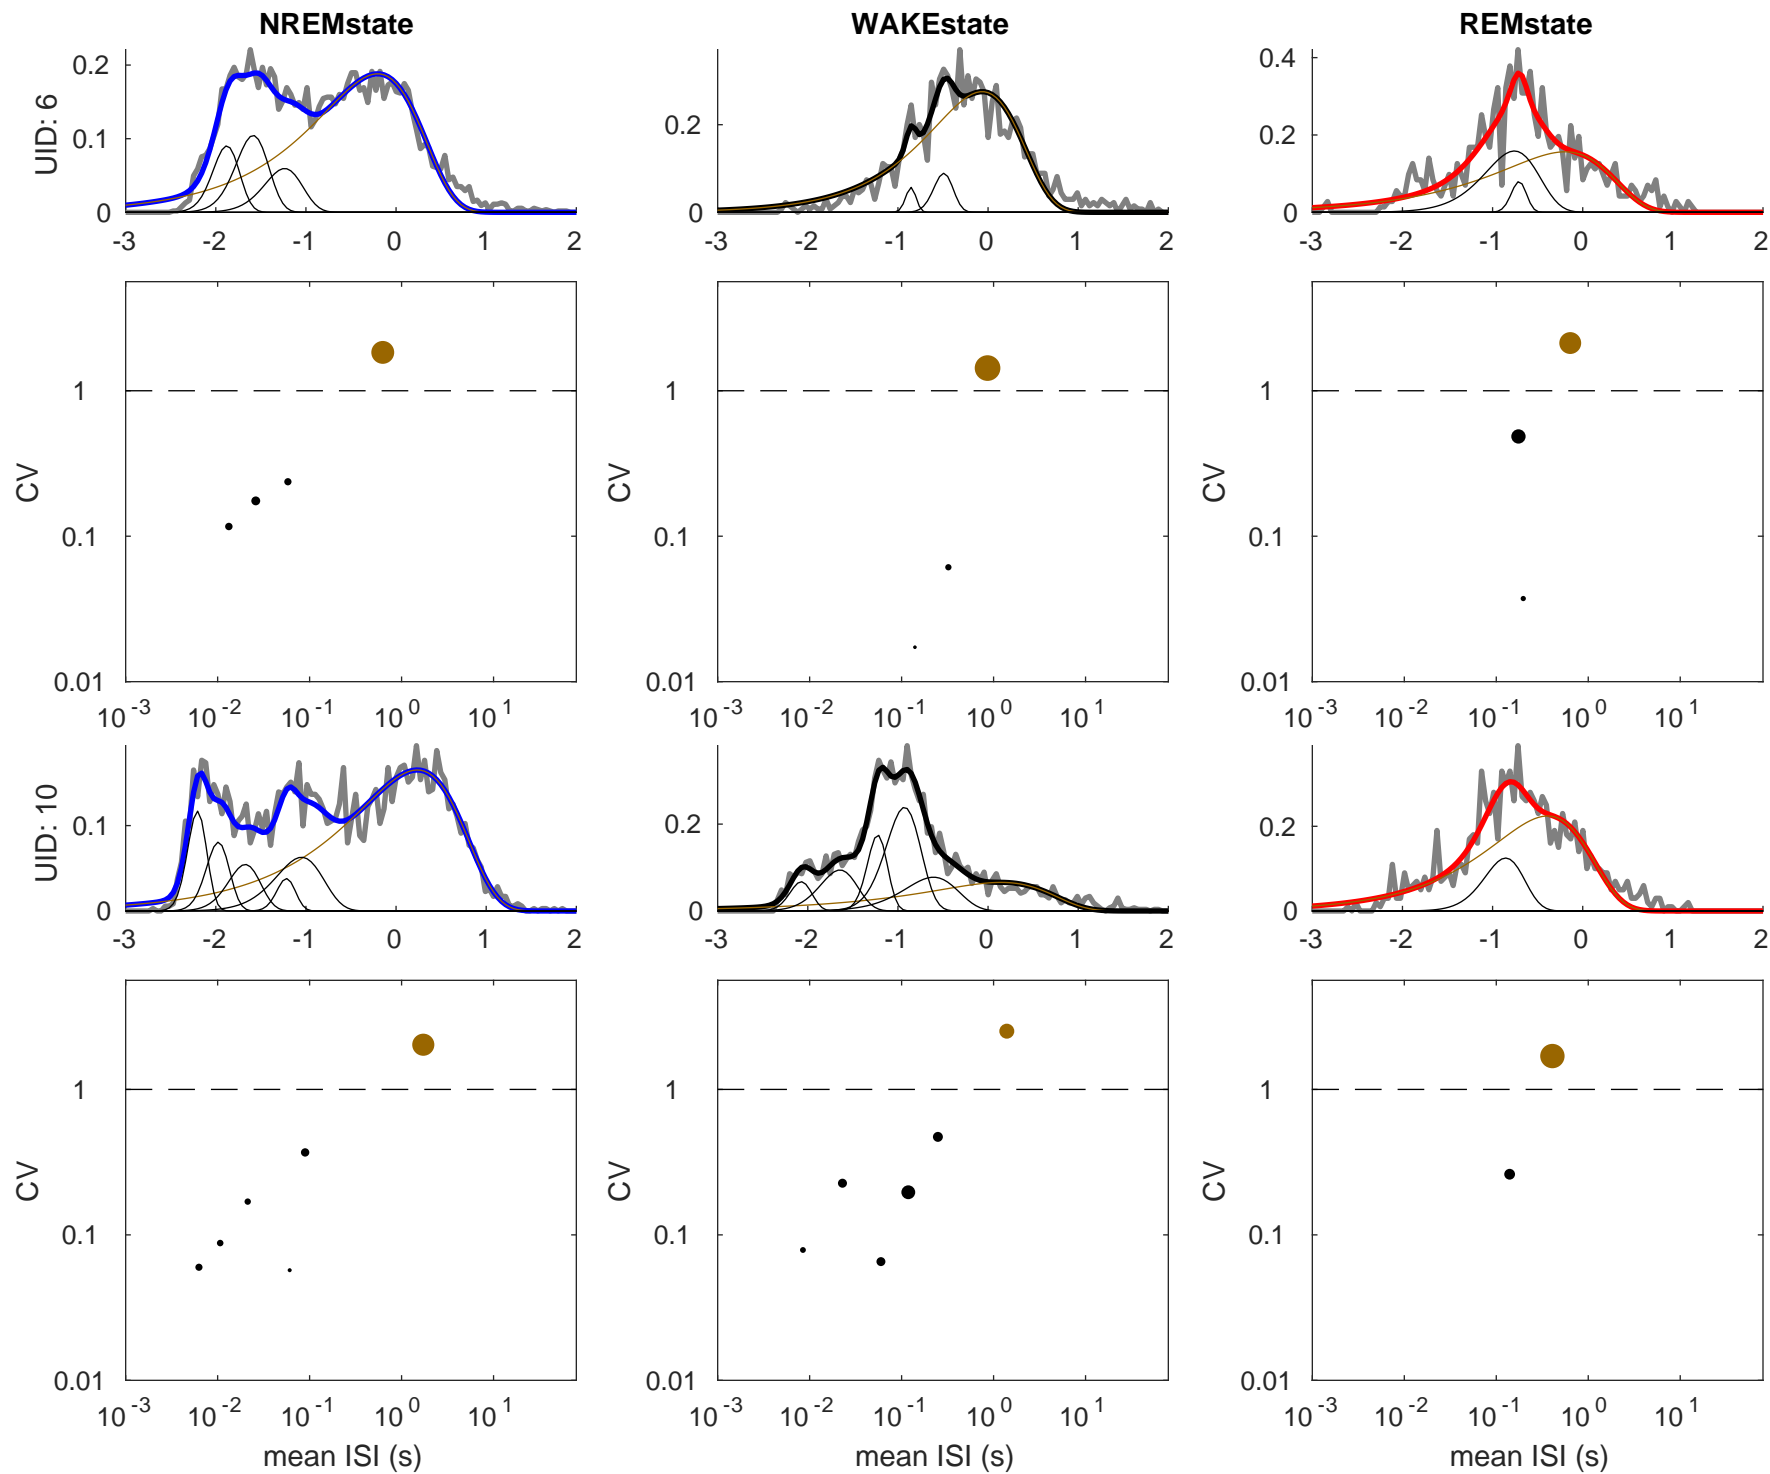 NREMstate WAKEstate REMstate
UID: 6
0.2 0.1 0
0.2 0
0.4 0.2 0
-3 -2 -1 0 1 2
-3 -2 -1 0 1 2
-3 -2 -1 0 1 2
CV
1 0.1 0.01
CV
1 0.1 0.01
CV
1 0.1 0.01
10^-3 10^-2 10^-1 10^0 10^1
10^-3 10^-2 10^-1 10^0 10^1
10^-3 10^-2 10^-1 10^0 10^1
UID: 10
0.1 0
0.2 0
0.2 0
-3 -2 -1 0 1 2
-3 -2 -1 0 1 2
-3 -2 -1 0 1 2
CV
1 0.1 0.01
CV
1 0.1 0.01
CV
1 0.1 0.01
10^-3 10^-2 10^-1 10^0 10^1
10^-3 10^-2 10^-1 10^0 10^1
10^-3 10^-2 10^-1 10^0 10^1
mean ISI (s) mean ISI (s) mean ISI (s)